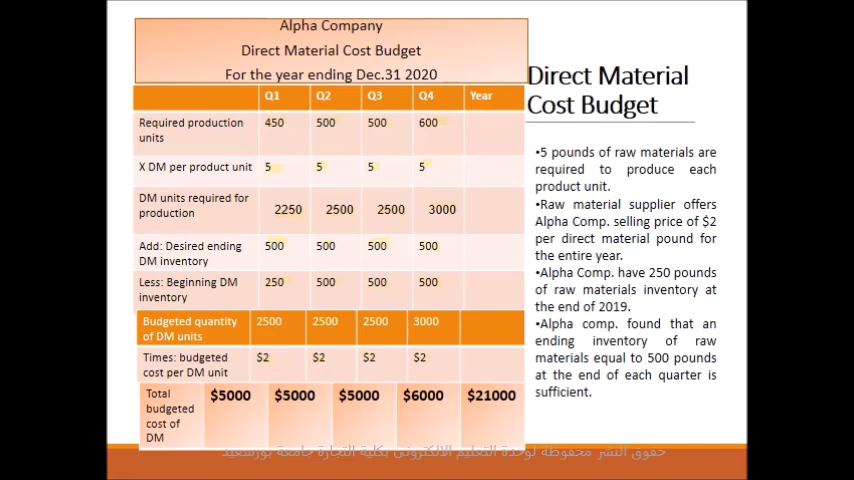 Alpha Company
Direct Material Cost Budget
For the year ending Dec.31 2020
Q1 Q2 Q3 Q4 Year
Required production 450 500 500 600
units
X DM per product unit 5 5 5 5
DM units required for
production 2250 2500 2500 3000
Add: Desired ending 500 500 500 500
DM inventory
Less: Beginning DM 250 500 500 500
inventory
Budgeted quantity 2500 2500 2500 3000
of DM units
Times: budgeted $2 $2 $2 $2
cost per DM unit
Total $5000 $5000 $5000 $6000 $21000
budgeted
cost of
DM
Direct Material
Cost Budget
•5 pounds of raw materials are
required to produce each
product unit.
•Raw material supplier offers
Alpha Comp. selling price of $2
per direct material pound for
the entire year.
•Alpha Comp. have 250 pounds
of raw materials inventory at
the end of 2019.
•Alpha comp. found that an
ending inventory of raw
materials equal to 500 pounds
at the end of each quarter is
sufficient.
حقوق النشر محفوظة لوحدة التعليم الالكترونى بكلية التجارة جامعة بورسعيد